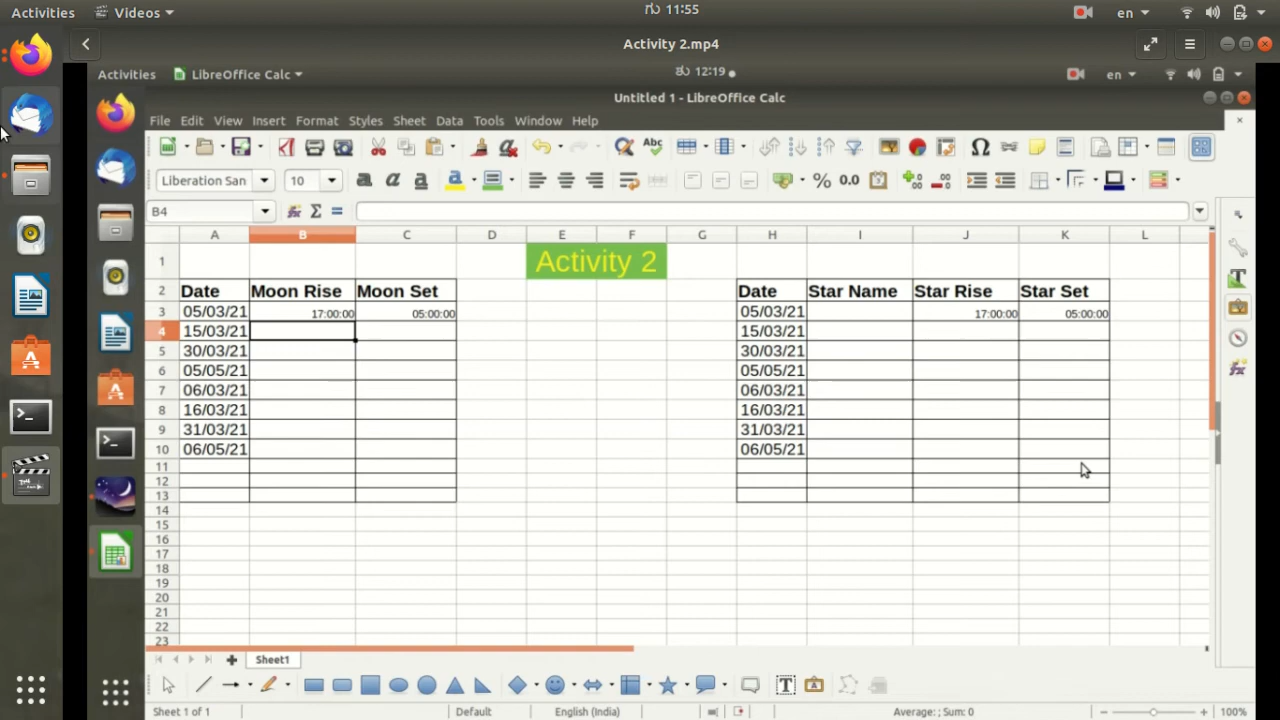 Activities Videos ಗು 11:55 en
Activity 2.mp4
Activities LibreOffice Calc ಶು 12:19 en
Untitled 1 - LibreOffice Calc
File Edit View Insert Format Styles Sheet Data Tools Window Help
Liberation San 10
B4
A B C D E F G H I J K L
1 Activity 2
2 Date Moon Rise Moon Set Date Star Name Star Rise Star Set
3 05/03/21 17:00:00 05:00:00 05/03/21 17:00:00 05:00:00
4 15/03/21 15/03/21
5 30/03/21 30/03/21
6 05/05/21 05/05/21
7 06/03/21 06/03/21
8 16/03/21 16/03/21
9 31/03/21 31/03/21
10 06/05/21 06/05/21
11
12
13
14
15
16
17
18
19
20
21
22
23
Sheet1
Sheet 1 of 1 Default English (India) Average: ; Sum: 0 100%